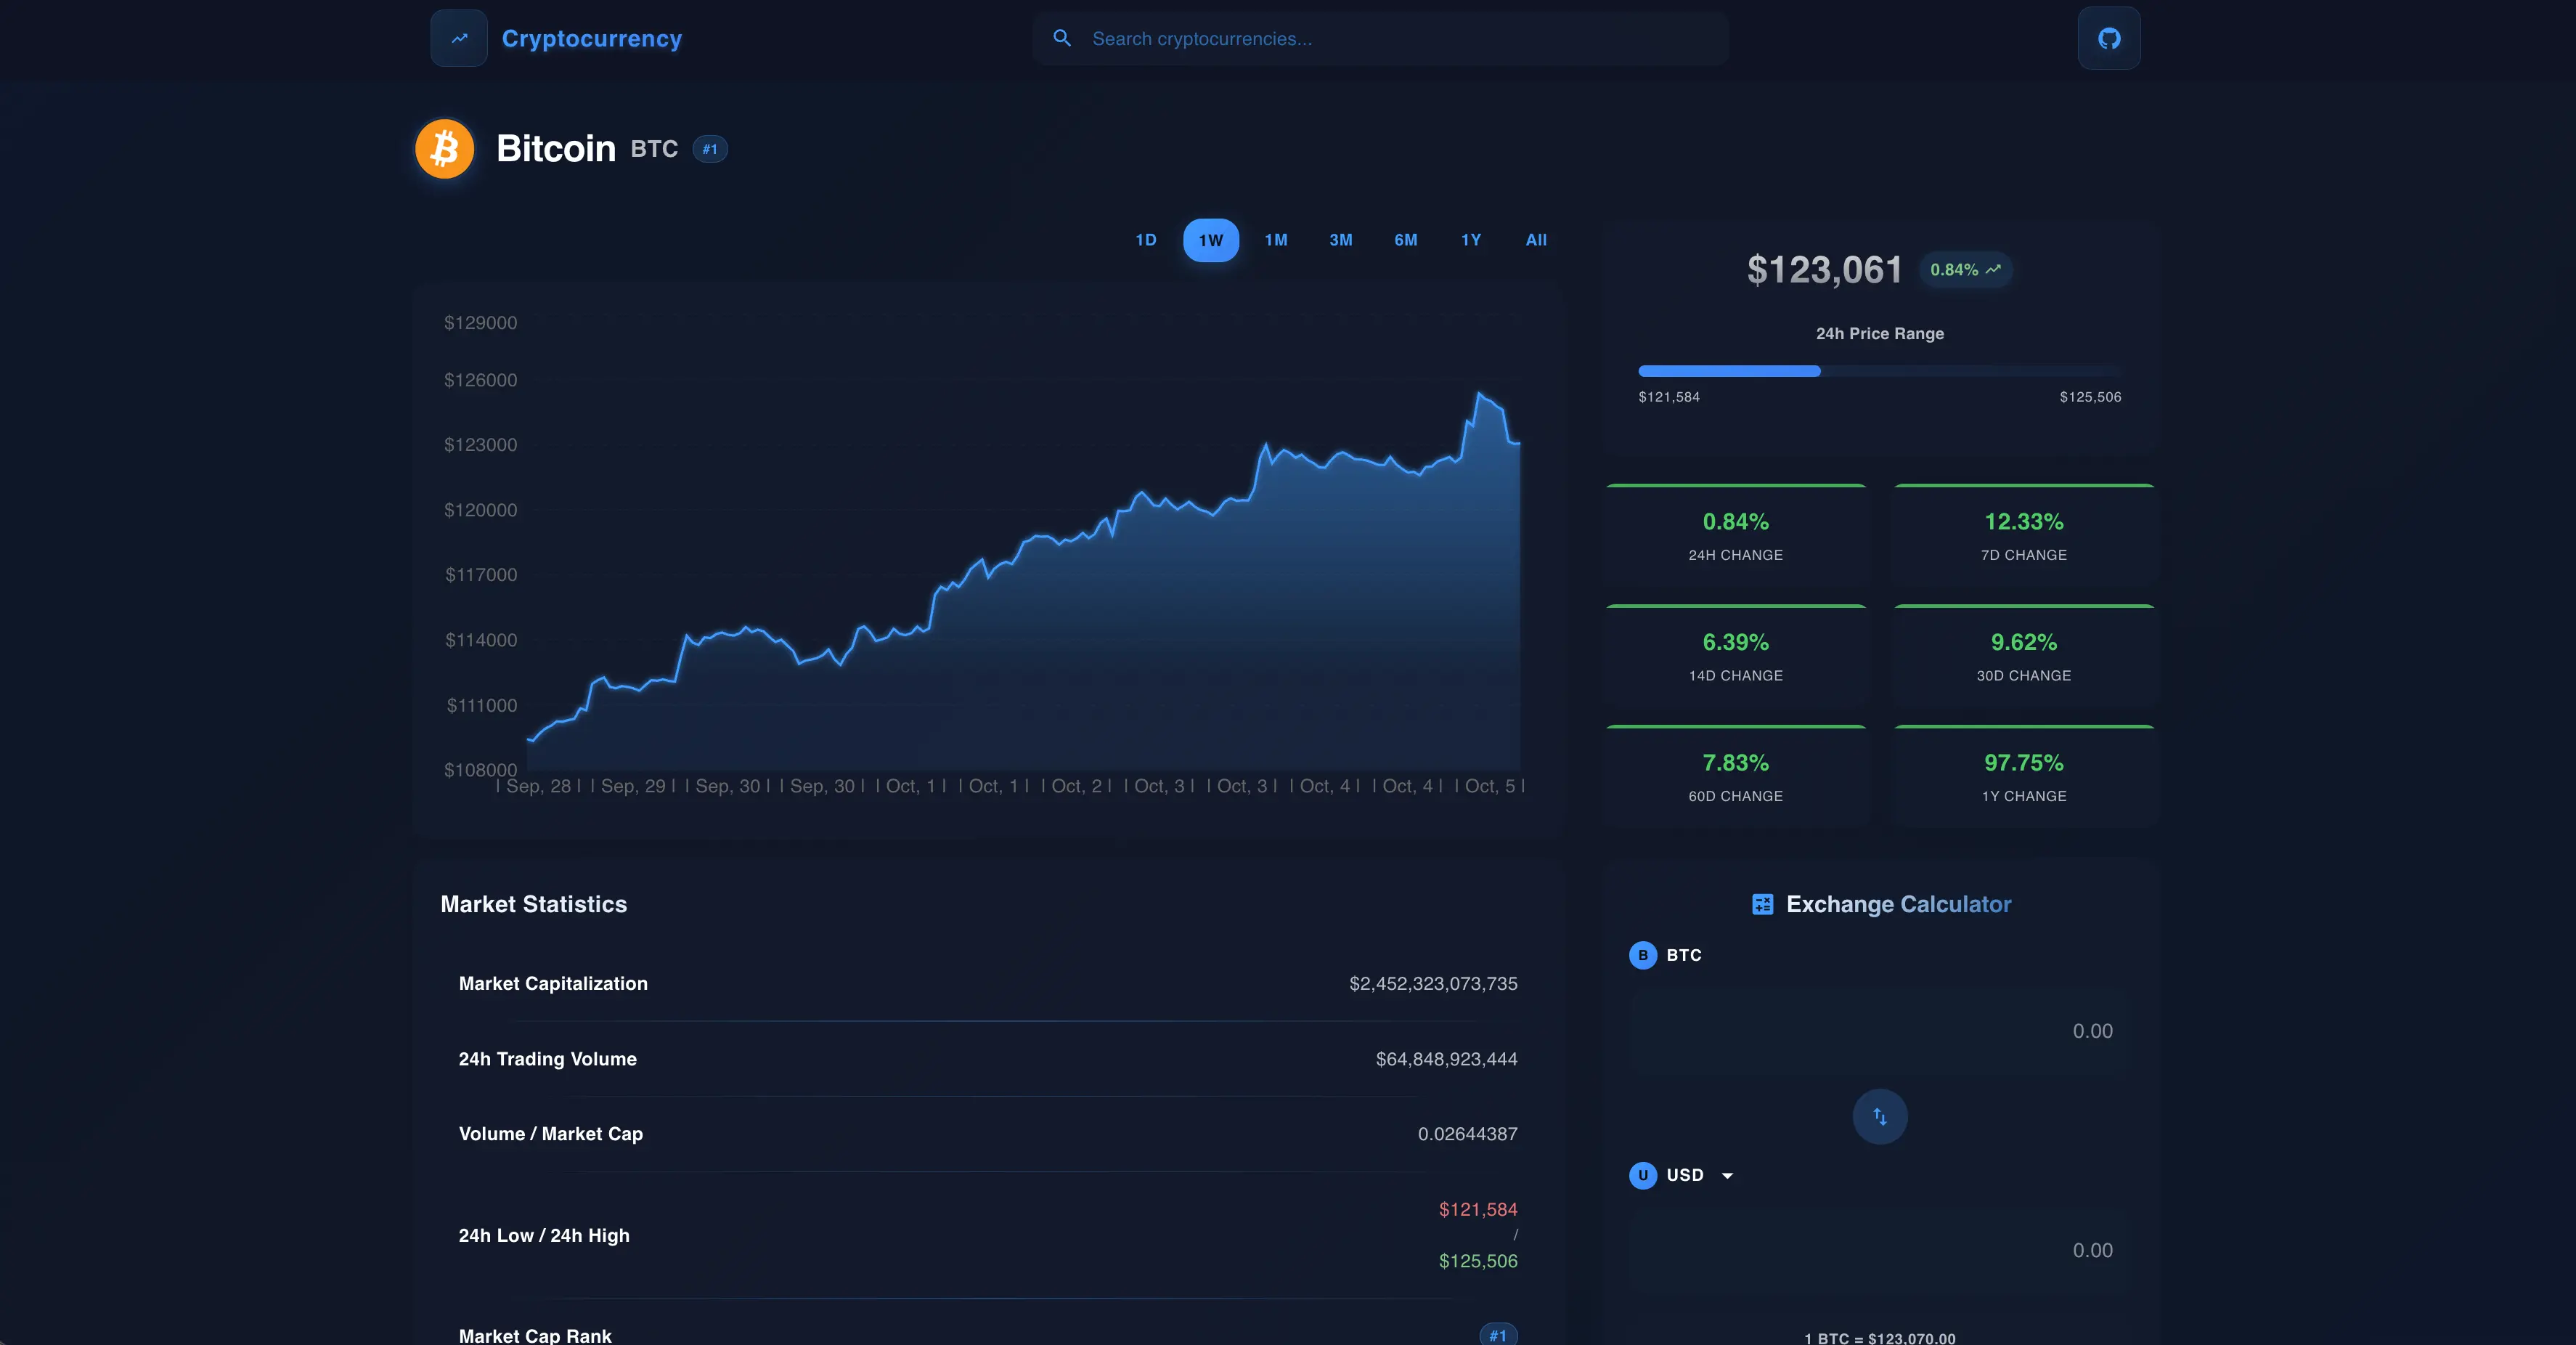 Cryptocurrency
Search cryptocurrencies...
Bitcoin BTC #1
1D 1W 1M 3M 6M 1Y All
$129000
$126000
$123000
$120000
$117000
$114000
$111000
$108000
| Sep, 28 | | Sep, 29 | | Sep, 30 | | Sep, 30 | | Oct, 1 | | Oct, 1 | | Oct, 2 | | Oct, 3 | | Oct, 3 | | Oct, 4 | | Oct, 4 | | Oct, 5 |
$123,061 0.84%
24h Price Range
$121,584 $125,506
0.84% 12.33%
24H CHANGE 7D CHANGE
6.39% 9.62%
14D CHANGE 30D CHANGE
7.83% 97.75%
60D CHANGE 1Y CHANGE
Market Statistics
Market Capitalization $2,452,323,073,735
24h Trading Volume $64,848,923,444
Volume / Market Cap 0.02644387
24h Low / 24h High $121,584
/
$125,506
Market Cap Rank #1
Exchange Calculator
B BTC
0.00
U USD
0.00
1 BTC = $123,070.00